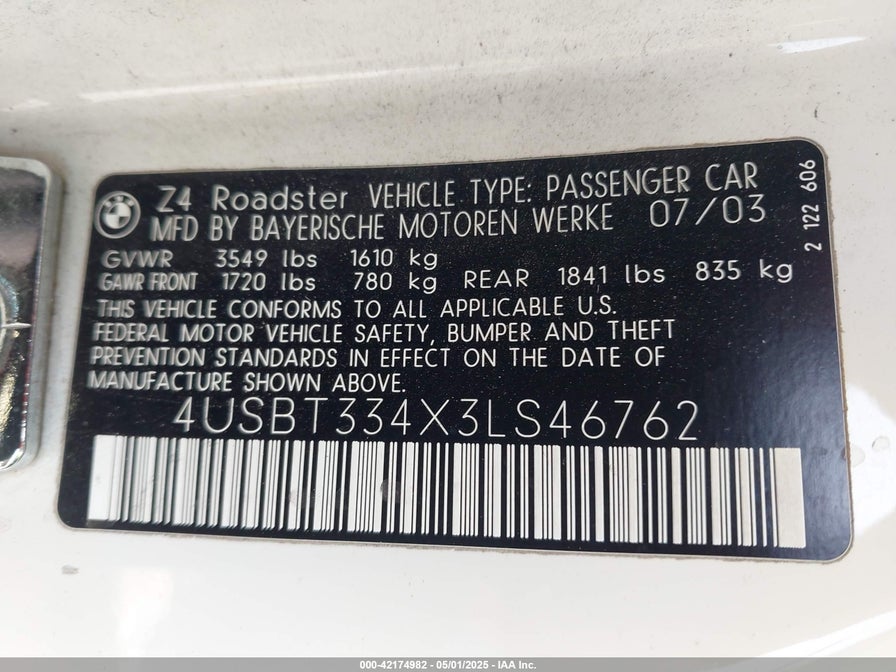 Z4 Roadster VEHICLE TYPE: PASSENGER CAR
MFD BY BAYERISCHE MOTOREN WERKE 07/03
GVWR 3549 lbs 1610 kg
GAWR FRONT 1720 lbs 780 kg REAR 1841 lbs 835 kg
THIS VEHICLE CONFORMS TO ALL APPLICABLE U.S.
FEDERAL MOTOR VEHICLE SAFETY, BUMPER AND THEFT
PREVENTION STANDARDS IN EFFECT ON THE DATE OF
MANUFACTURE SHOWN ABOVE.
4USBT334X3LS46762
2 122 606
000-42174982 - 05/01/2025 - IAA Inc.